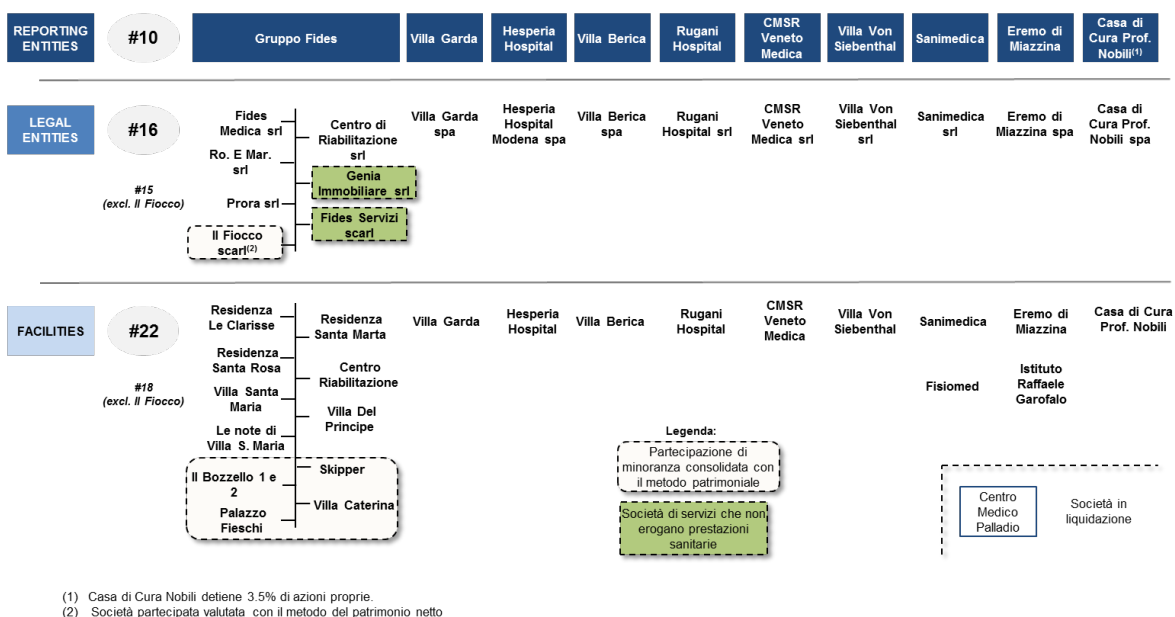 REPORTING
ENTITIES
#10
Gruppo Fides
Villa Garda
Hesperia
Hospital
Villa Berica
Rugani
Hospital
CMSR
Veneto
Medica
Villa Von
Siebenthal
Sanimedica
Eremo di
Miazzina
Casa di
Cura Prof.
Nobili(1)
LEGAL
ENTITIES
#16
#15
(excl. Il Fiocco)
Fides
Medica srl
Centro di
Riabilitazione
srl
Ro. E Mar.
srl
Genia
Immobiliare srl
Prora srl
Fides Servizi
scarl
Il Fiocco
scarl(2)
Villa Garda
spa
Hesperia
Hospital
Modena spa
Villa Berica
spa
Rugani
Hospital srl
CMSR
Veneto
Medica srl
Villa Von
Siebenthal
srl
Sanimedica
srl
Eremo di
Miazzina spa
Casa di
Cura Prof.
Nobili spa
FACILITIES
#22
#18
(excl. Il Fiocco)
Residenza
Le Clarisse
Residenza
Santa Marta
Residenza
Santa Rosa
Centro
Riabilitazione
Villa Santa
Maria
Villa Del
Principe
Le note di
Villa S. Maria
Skipper
Il Bozzello 1 e
2
Villa Caterina
Palazzo
Fieschi
Villa Garda
Hesperia
Hospital
Villa Berica
Rugani
Hospital
CMSR
Veneto
Medica
Villa Von
Siebenthal
Sanimedica
Eremo di
Miazzina
Casa di Cura
Prof. Nobili
Fisiomed
Istituto
Raffaele
Garofalo
Legenda:
Partecipazione di
minoranza consolidata con
il metodo patrimoniale
Società di servizi che non
erogano prestazioni
sanitarie
Centro
Medico
Palladio
Società in
liquidazione
(1) Casa di Cura Nobili detiene 3.5% di azioni proprie.
(2) Società partecipata valutata con il metodo del patrimonio netto